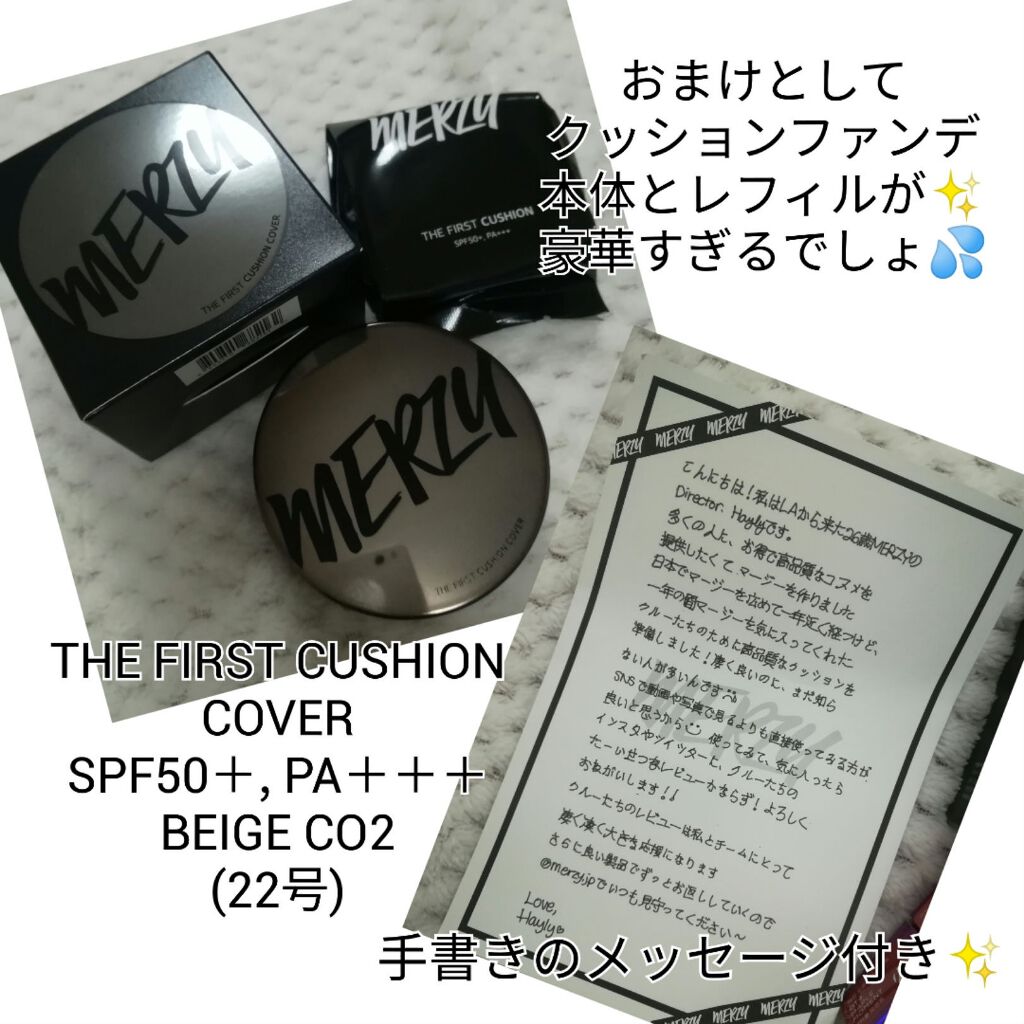 おまけとして
クッションファンデ
本体とレフィルが✨
豪華すぎるでしょ💦
MERZY
THE FIRST CUSHION COVER
MERZY
THE FIRST CUSHION
SPF50+, PA+++
MERZY
THE FIRST CUSHION COVER
THE FIRST CUSHION
COVER
SPF50＋, PA＋＋＋
BEIGE CO2
(22号)
MERZY MERZY MERZY MERZY
こんにちは！私はLAから来た26歳MERZYの
Director. Haylyです。
多くの人に、お得で高品質なコスメを
提供したくて、マージーを作りました
日本でマージーを広めて一年近く経つけど、
一年の間マージーを気に入ってくれた
クルーたちのために高品質なクッションを
準備しました！凄く良いのに、まだ知ら
ない人が多いんです
SNSで動画や写真で見るよりも直接使ってみる方が
良いと思うから 使ってみて、気に入ったら
インスタやツイッターに、クルーたちの
たーいせつなレビューかならず！よろしく
おねがいします！！
クルーたちのレビューは私とチームにとって
凄く凄く大きな応援になります
さらに良い製品でずっとお返ししていくので
@merzy.jpでいつも見守ってください〜
Love,
Hayly
MERZY
MERZY MERZY MERZY
手書きのメッセージ付き✨